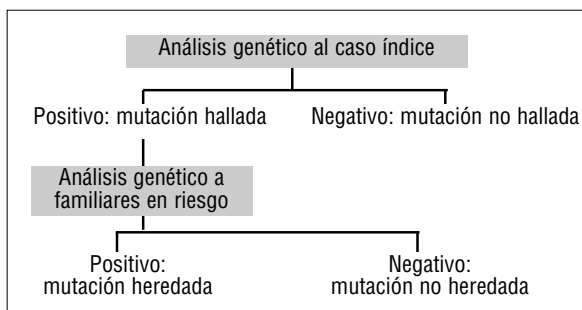 Análisis genético al caso índice
Positivo: mutación hallada
Negativo: mutación no hallada
Análisis genético a
familiares en riesgo
Positivo:
mutación heredada
Negativo:
mutación no heredada